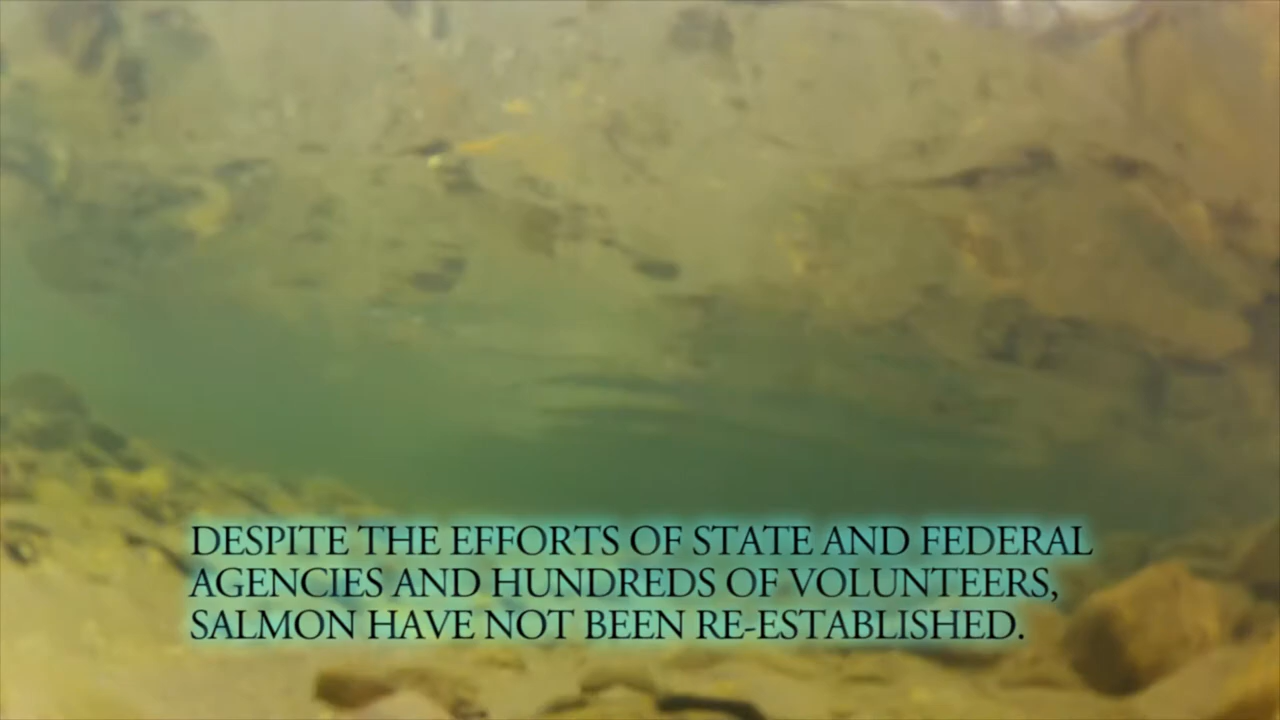 DESPITE THE EFFORTS OF STATE AND FEDERAL
AGENCIES AND HUNDREDS OF VOLUNTEERS,
SALMON HAVE NOT BEEN RE-ESTABLISHED.